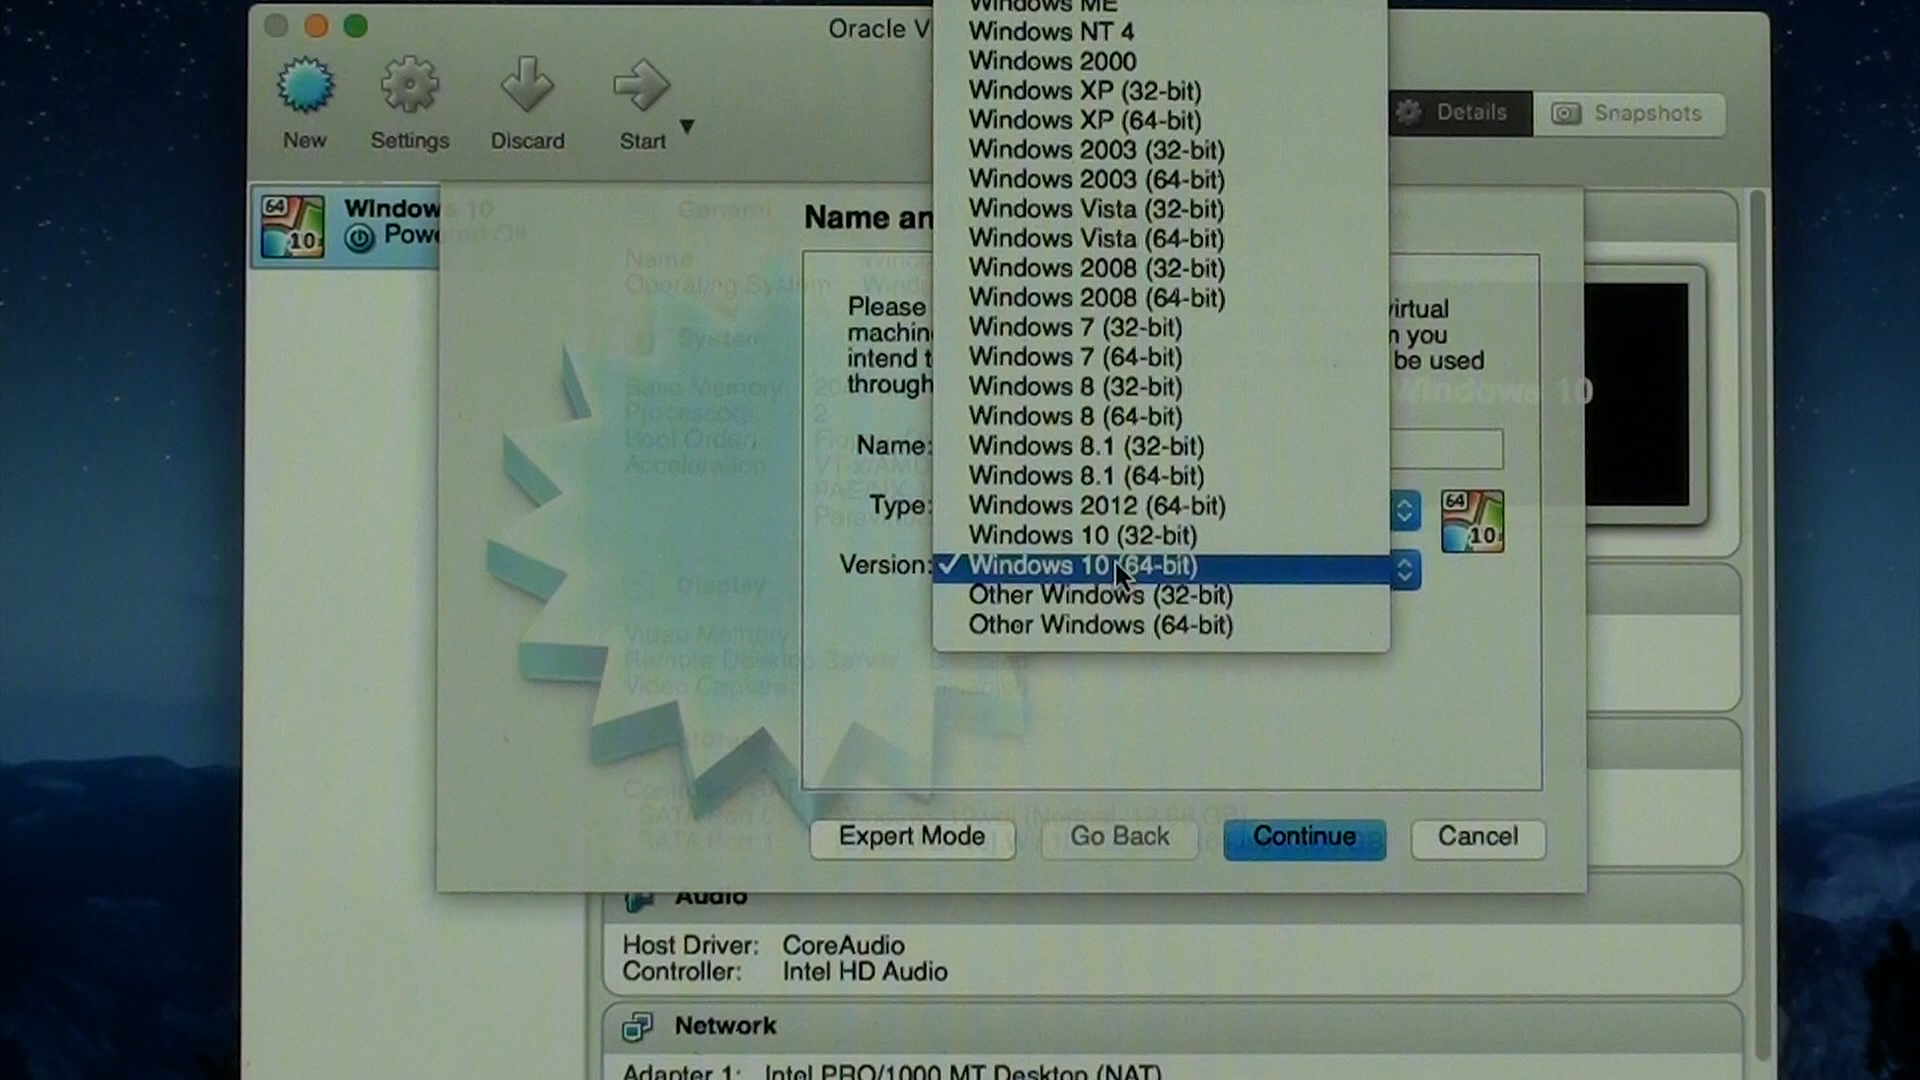 Oracle V
New
Settings
Discard
Start
Details
Snapshots
64
10
Windows 10
Powered Off
Windows ME
Windows NT 4
Windows 2000
Windows XP (32-bit)
Windows XP (64-bit)
Windows 2003 (32-bit)
Windows 2003 (64-bit)
Windows Vista (32-bit)
Windows Vista (64-bit)
Windows 2008 (32-bit)
Windows 2008 (64-bit)
Windows 7 (32-bit)
Windows 7 (64-bit)
Windows 8 (32-bit)
Windows 8 (64-bit)
Windows 8.1 (32-bit)
Windows 8.1 (64-bit)
Windows 2012 (64-bit)
Windows 10 (32-bit)
Windows 10 (64-bit)
Other Windows (32-bit)
Other Windows (64-bit)
Name an
Please virtual
machin you
intend t be used
through
Name:
Type:
64
10
Version:
General
Name
Operating System
System
Base Memory
Processors
2
Boot Order
Acceleration
Windows 10
Display
Video Memory
Remote Desktop Server
Video Capture
Expert Mode
Go Back
Continue
Cancel
Audio
Host Driver: CoreAudio
Controller: Intel HD Audio
Network
Adapter 1: Intel PRO/1000 MT Desktop (NAT)